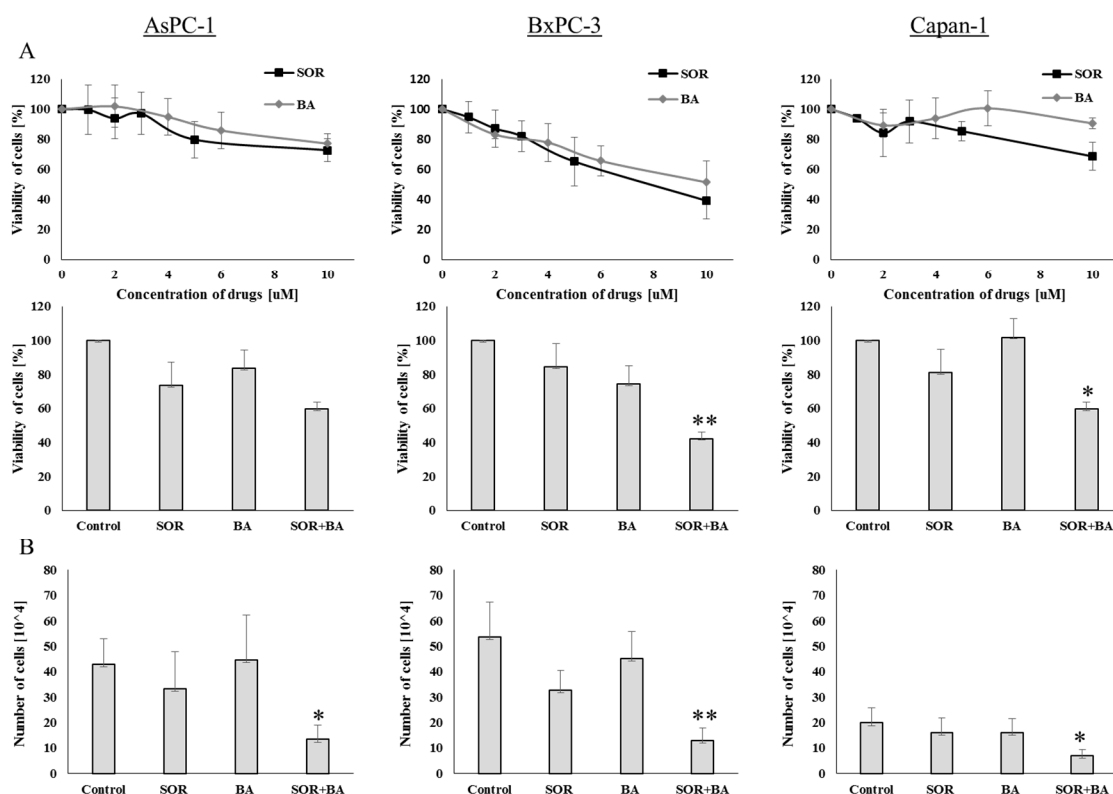 AsPC-1
BxPC-3
Capan-1
A
Viability of cells [%]
120
100
80
60
40
20
0
0 2 4 6 8 10
Concentration of drugs [uM]
SOR
BA
Viability of cells [%]
120
100
80
60
40
20
0
0 2 4 6 8 10
Concentration of drugs [uM]
SOR
BA
Viability of cells [%]
120
100
80
60
40
20
0
0 2 4 6 8 10
Concentration of drugs [uM]
SOR
BA
Viability of cells [%]
120
100
80
60
40
20
0
Control SOR BA SOR+BA
Viability of cells [%]
120
100
80
60
40
20
0
**
Control SOR BA SOR+BA
Viability of cells [%]
120
100
80
60
40
20
0
*
Control SOR BA SOR+BA
B
Number of cells [10^4]
80
70
60
50
40
30
20
10
0
*
Control SOR BA SOR+BA
Number of cells [10^4]
80
70
60
50
40
30
20
10
0
**
Control SOR BA SOR+BA
Number of cells [10^4]
80
70
60
50
40
30
20
10
0
*
Control SOR BA SOR+BA